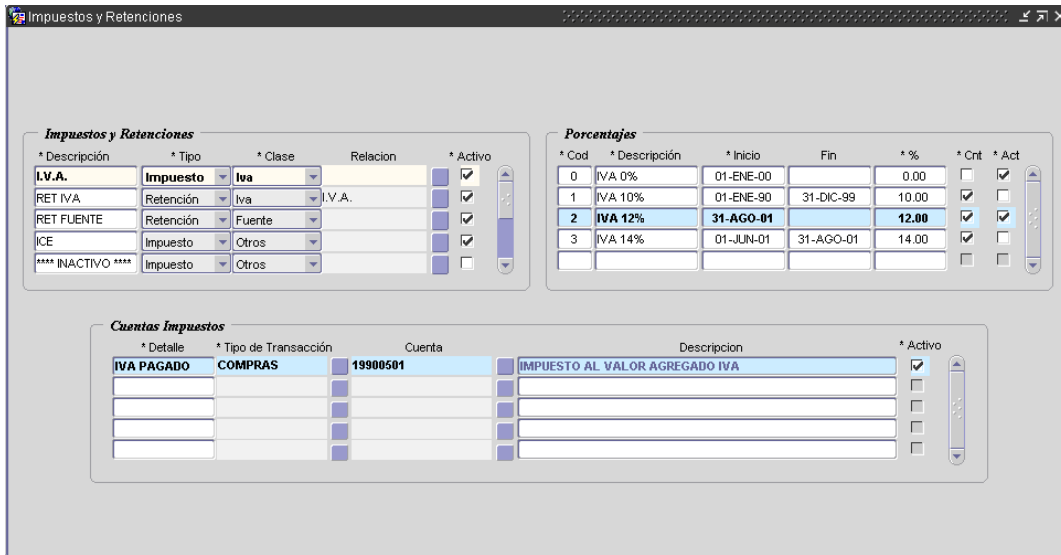 Impuestos y Retenciones
Impuestos y Retenciones
* Descripción * Tipo * Clase Relacion * Activo
I.V.A. Impuesto Iva
RET IVA Retención Iva I.V.A.
RET FUENTE Retención Fuente
ICE Impuesto Otros
**** INACTIVO **** Impuesto Otros
Porcentajes
* Cod * Descripción * Inicio Fin * % * Cnt * Act
0 IVA 0% 01-ENE-00 0.00
1 IVA 10% 01-ENE-90 31-DIC-99 10.00
2 IVA 12% 31-AGO-01 12.00
3 IVA 14% 01-JUN-01 31-AGO-01 14.00
Cuentas Impuestos
* Detalle * Tipo de Transacción Cuenta Descripcion * Activo
IVA PAGADO COMPRAS 19900501 IMPUESTO AL VALOR AGREGADO IVA